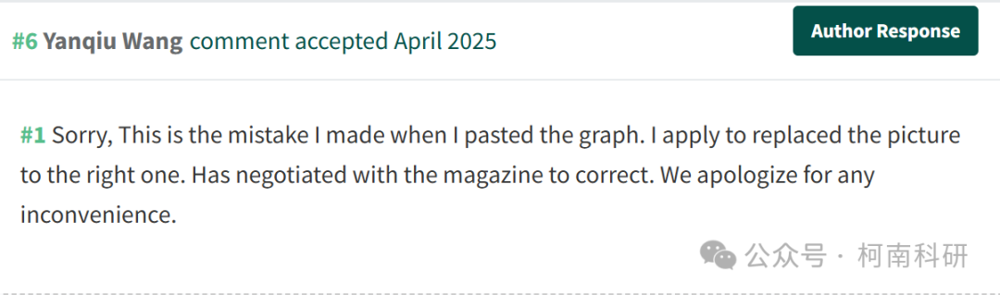 #6 Yanqiu Wang comment accepted April 2025
Author Response
#1 Sorry, This is the mistake I made when I pasted the graph. I apply to replaced the picture
to the right one. Has negotiated with the magazine to correct. We apologize for any
inconvenience.
公众号 · 柯南科研